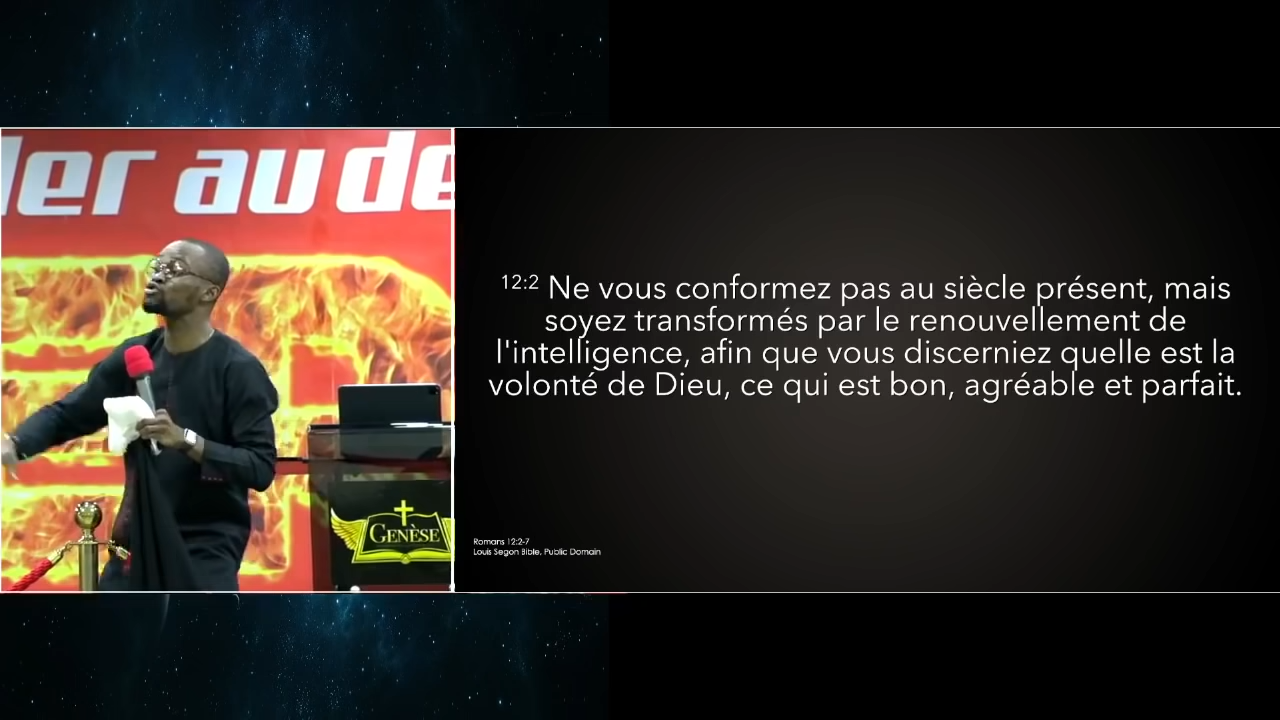 ler au de
GENÈSE
12:2 Ne vous conformez pas au siècle présent, mais
soyez transformés par le renouvellement de
l'intelligence, afin que vous discerniez quelle est la
volonté de Dieu, ce qui est bon, agréable et parfait.
Romans 12:2-7
Louis Segon Bible, Public Domain